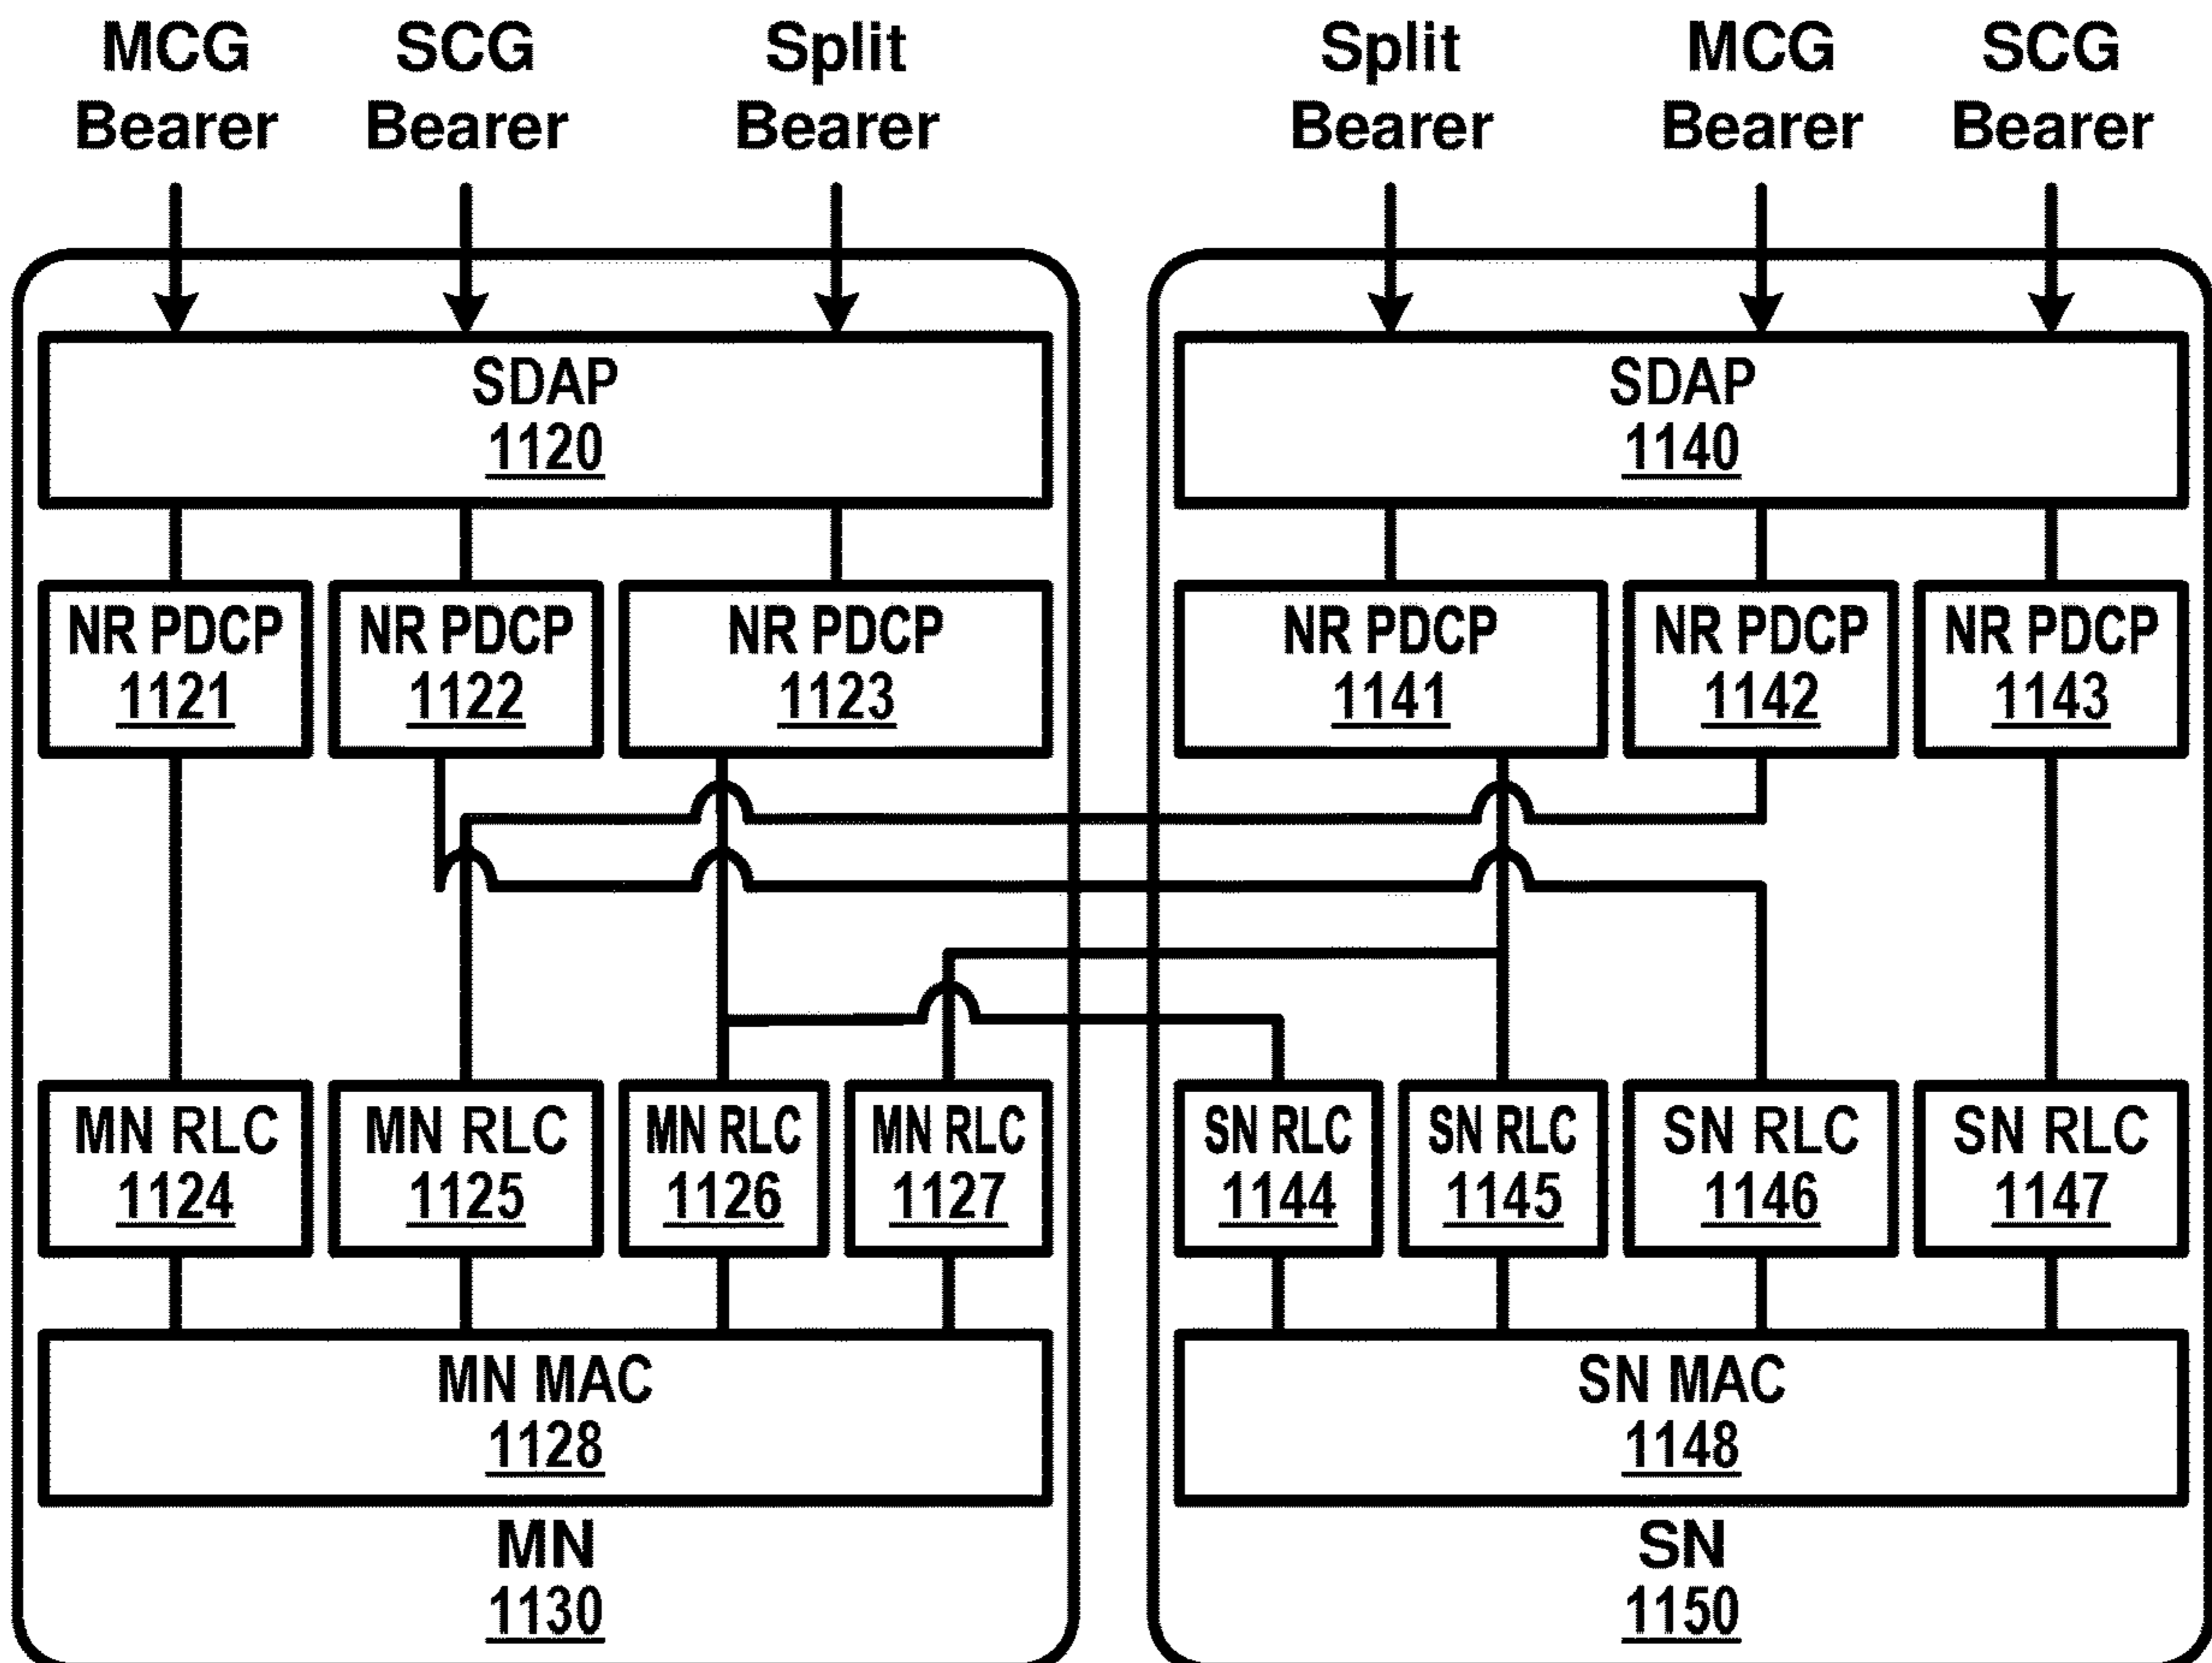 MCG
Bearer
SCG
Bearer
Split
Bearer
Split
Bearer
MCG
Bearer
SCG
Bearer
SDAP
1120
SDAP
1140
NR PDCP
1121
NR PDCP
1122
NR PDCP
1123
NR PDCP
1141
NR PDCP
1142
NR PDCP
1143
MN RLC
1124
MN RLC
1125
MN RLC
1126
MN RLC
1127
SN RLC
1144
SN RLC
1145
SN RLC
1146
SN RLC
1147
MN MAC
1128
SN MAC
1148
MN
1130
SN
1150